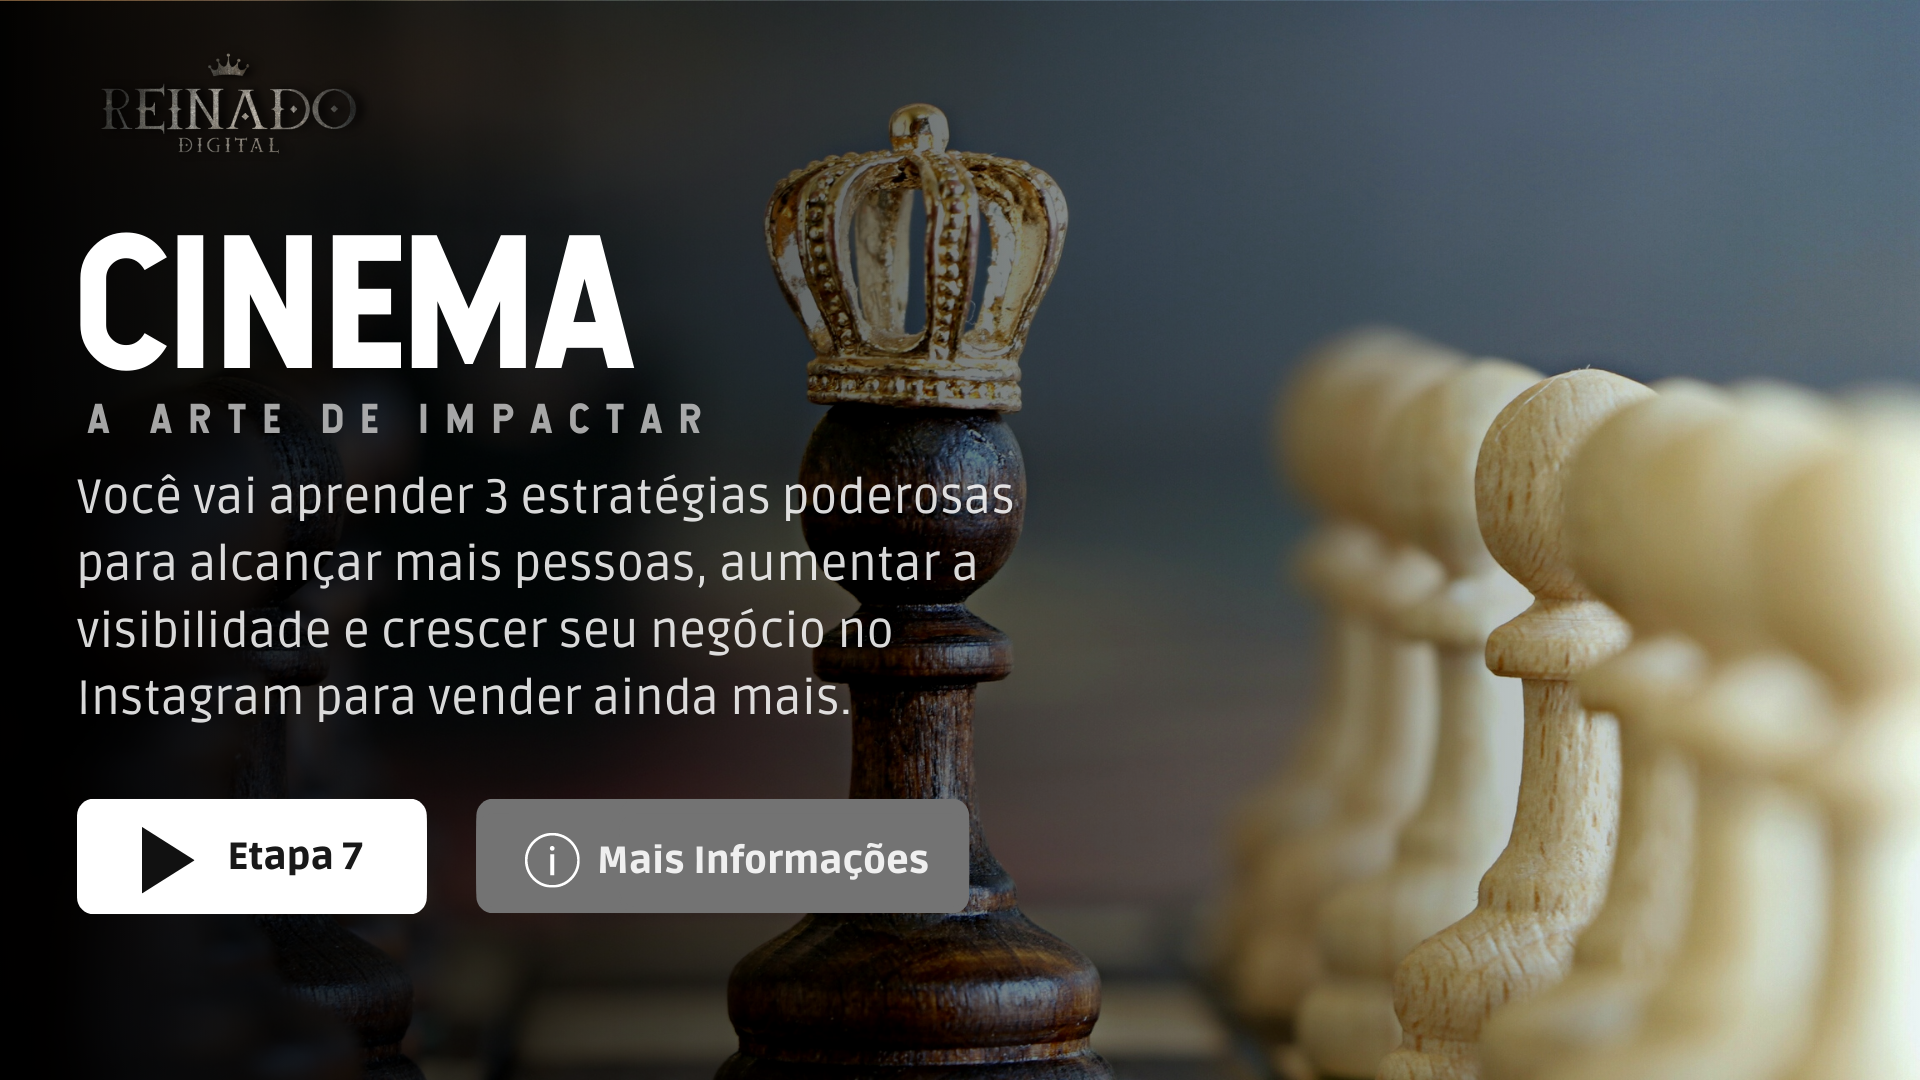 REINADO
DIGITAL
CINEMA
A ARTE DE IMPACTAR
Você vai aprender 3 estratégias poderosas
para alcançar mais pessoas, aumentar a
visibilidade e crescer seu negócio no
Instagram para vender ainda mais.
Etapa 7
i Mais Informações